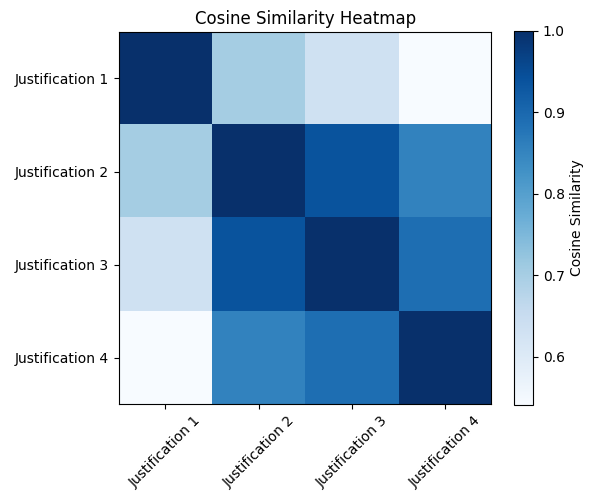 Cosine Similarity Heatmap
Justification 1
Justification 2
Justification 3
Justification 4
Justification 1
Justification 2
Justification 3
Justification 4
1.0
0.9
0.8
0.7
0.6
Cosine Similarity